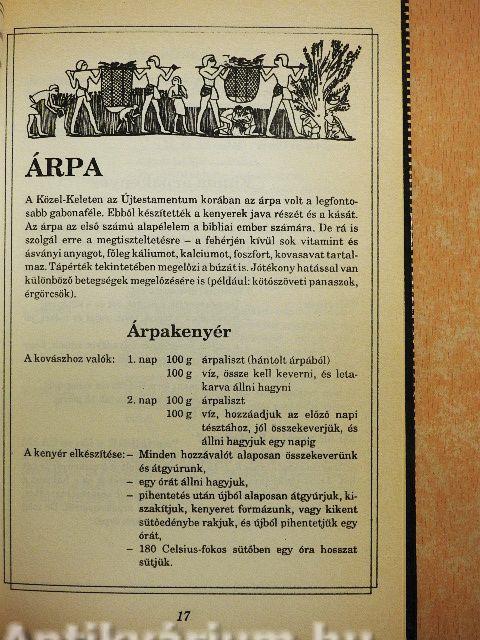 ÁRPA
A Közel-Keleten az Újtestamentum korában az árpa volt a legfonto-
sabb gabonaféle. Ebből készítették a kenyerek java részét és a kását.
Az árpa az első számú alapélelem a bibliai ember számára. De rá is
szolgál erre a megtiszteltetésre – a fehérjén kívül sok vitamint és
ásványi anyagot, főleg káliumot, kalciumot, foszfort, kovasavat tartal-
maz. Tápérték tekintetében megelőzi a búzát is. Jótékony hatással van
különböző betegségek megelőzésére is (például: kötőszöveti panaszok,
érgörcsök).
Árpakenyér
A kovászhoz valók: 1. nap 100 g árpaliszt (hántolt árpából)
100 g víz, össze kell keverni, és leta-
karva állni hagyni
2. nap 100 g árpaliszt
100 g víz, hozzáadjuk az előző napi
tésztához, jól összekeverjük, és
állni hagyjuk egy napig
A kenyér elkészítése: – Minden hozzávalót alaposan összekeverünk
és átgyúrunk,
– egy órát állni hagyjuk,
– pihentetés után újból alaposan átgyúrjuk, ki-
szakítjuk, kenyeret formázunk, vagy kikent
sütőedénybe rakjuk, és újból pihentetjük egy
órát,
– 180 Celsius-fokos sütőben egy óra hosszat
sütjük.
17
Antikvárium.hu